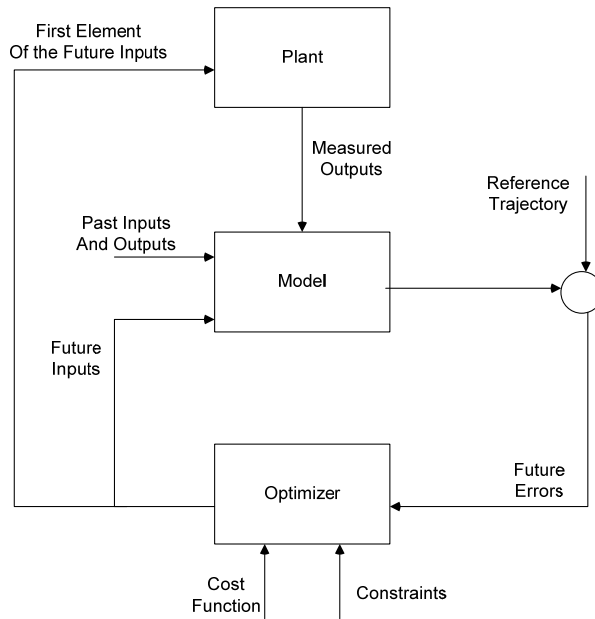 First Element
Of the Future Inputs
Plant
Measured
Outputs
Reference
Trajectory
Past Inputs
And Outputs
Model
Future
Inputs
Optimizer
Future
Errors
Cost
Function
Constraints